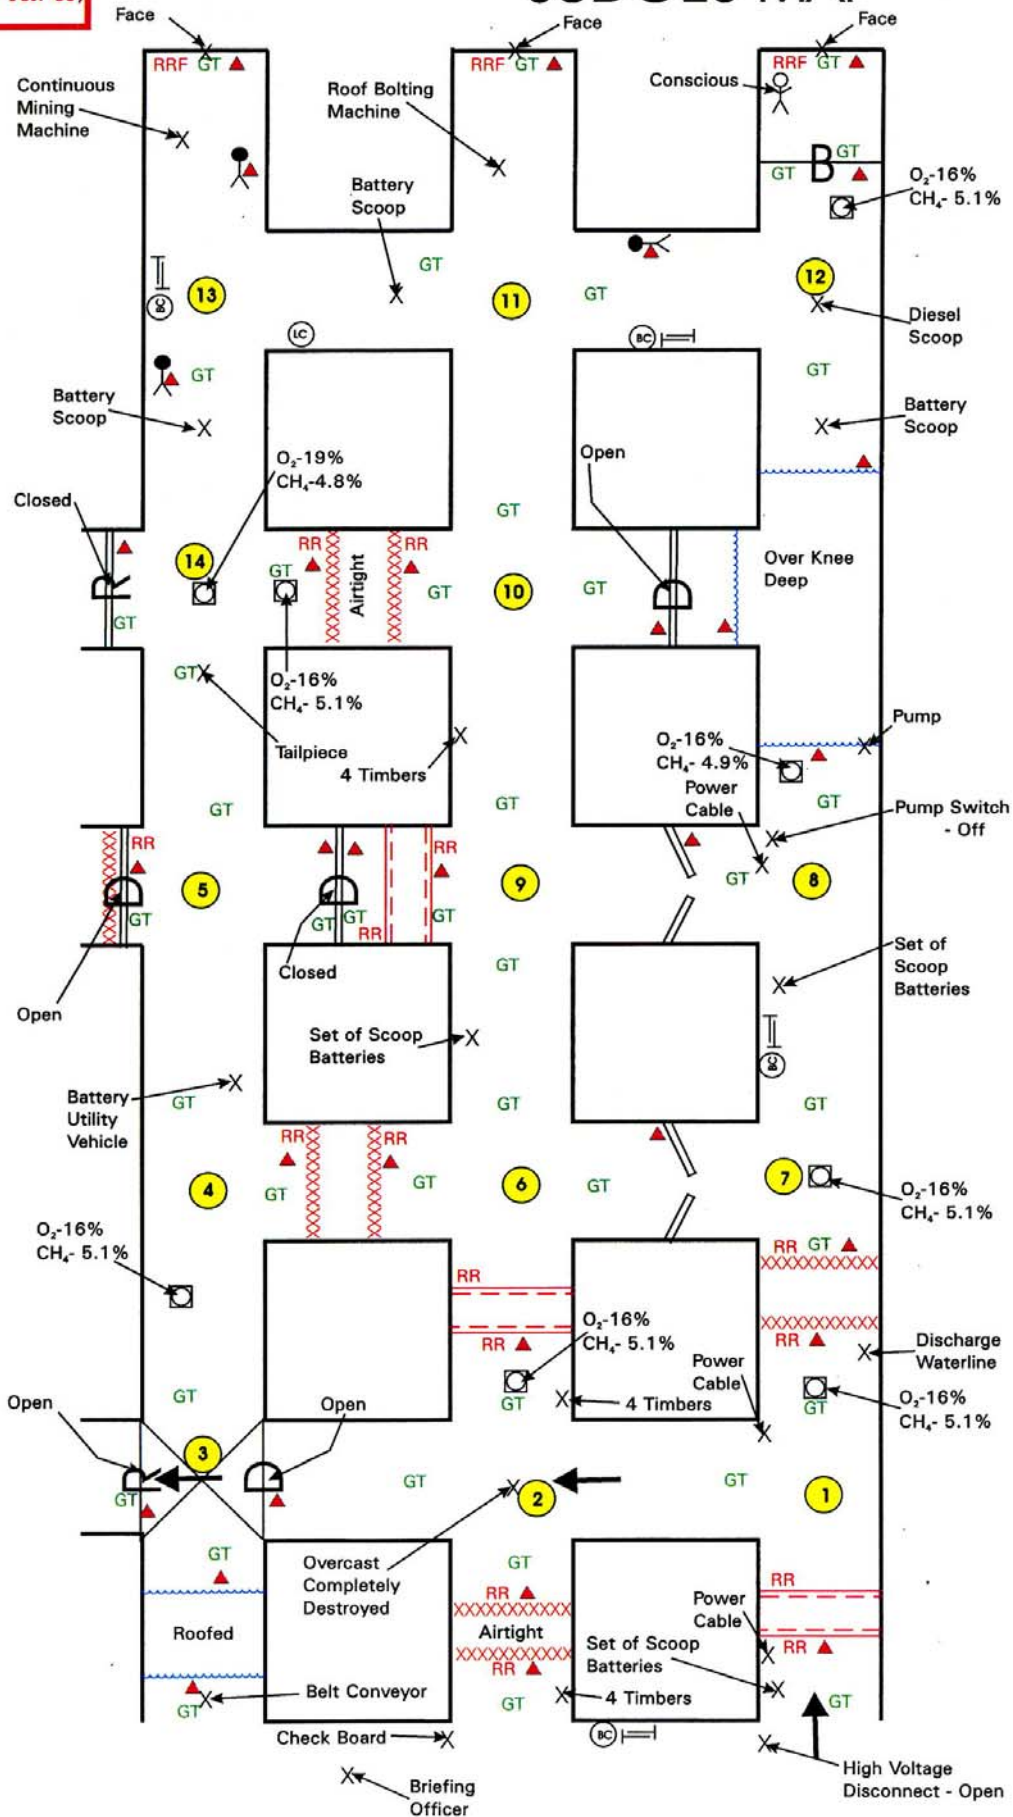 Face
Face
Face
RRF GT
RRF GT
RRF GT
Continuous
Mining
Machine
Roof Bolting
Machine
Conscious
Battery
Scoop
GT
B
GT
O₂-16%
CH₄- 5.1%
GT
BC
13
11
GT
12
Diesel
Scoop
LC
BC
GT
GT
Battery
Scoop
Battery
Scoop
O₂-19%
CH₄-4.8%
Open
Closed
GT
RR
RR
14
GT
Airtight
GT
10
GT
Over Knee
Deep
R
D
GT
GT
O₂-16%
CH₄- 5.1%
Tailpiece
4 Timbers
O₂-16%
CH₄- 4.9%
Pump
Power
Cable
GT
GT
GT
Pump Switch
- Off
RR
RR
5
9
GT
8
D
D
GT
GT
GT
RR
GT
Open
Closed
GT
Set of
Scoop
Batteries
Set of Scoop
Batteries
BC
Battery
Utility
Vehicle
GT
GT
GT
RR
RR
4
GT
GT
6
GT
7
O₂-16%
CH₄- 5.1%
O₂-16%
CH₄- 5.1%
RR GT
RR
O₂-16%
CH₄- 5.1%
RR
RR
Discharge
Waterline
Power
Cable
GT
GT
4 Timbers
GT
O₂-16%
CH₄- 5.1%
Open
Open
3
R
D
GT
GT
2
GT
1
GT
Overcast
Completely
Destroyed
GT
RR
RR
Power
Cable
Roofed
Airtight
RR
RR
Set of Scoop
Batteries
GT
Belt Conveyor
GT
4 Timbers
GT
Check Board
BC
Briefing
Officer
High Voltage
Disconnect - Open